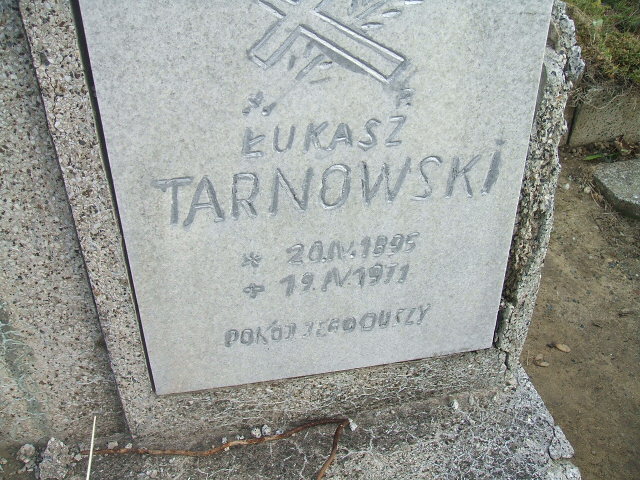 Ś. P.
ŁUKASZ
TARNOWSKI
* 20.IV.1895
+ 19.IV.1971
POKÓJ JEGO DUSZY